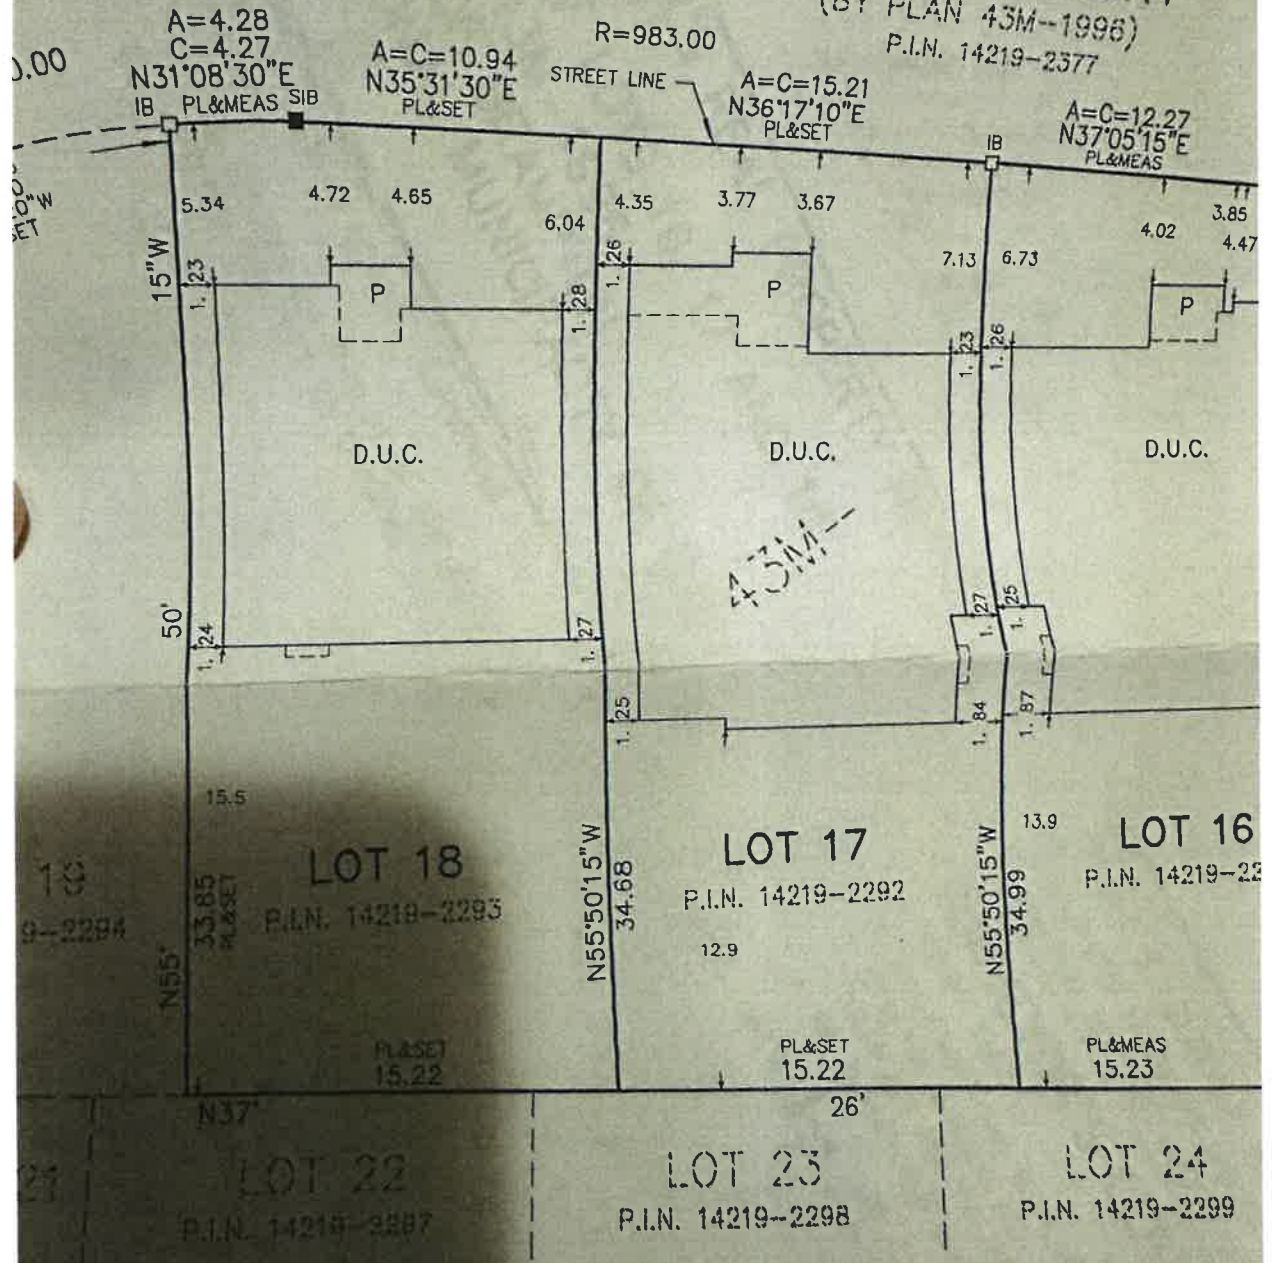 (BY PLAN 43M-1996)
P.I.N. 14219-2377
A=4.28
C=4.27
N31°08'30"E
PL&MEAS
IB
SIB
A=C=10.94
N35°31'30"E
PL&SET
R=983.00
STREET LINE
A=C=15.21
N36°17'10"E
PL&SET
IB
A=C=12.27
N37°05'15"E
PL&MEAS
5.34
4.72
4.65
6.04
4.35
3.77
3.67
7.13
6.73
4.02
3.85
4.47
15"W
1.23
P
1.28
1.26
P
1.23
1.26
P
D.U.C.
D.U.C.
D.U.C.
43M-
50'
1.24
1.27
1.25
1.27
1.25
1.84
1.87
15.5
LOT 18
P.I.N. 14219-2293
33.85
PL&SET
N55°
N55°50'15"W
34.68
LOT 17
P.I.N. 14219-2292
12.9
N55°50'15"W
34.99
13.9
LOT 16
P.I.N. 14219-22
9-2294
PL&SET
15.22
PL&SET
15.22
PL&MEAS
15.23
N37°
26'
21
LOT 22
P.I.N. 14219-2297
LOT 23
P.I.N. 14219-2298
LOT 24
P.I.N. 14219-2299